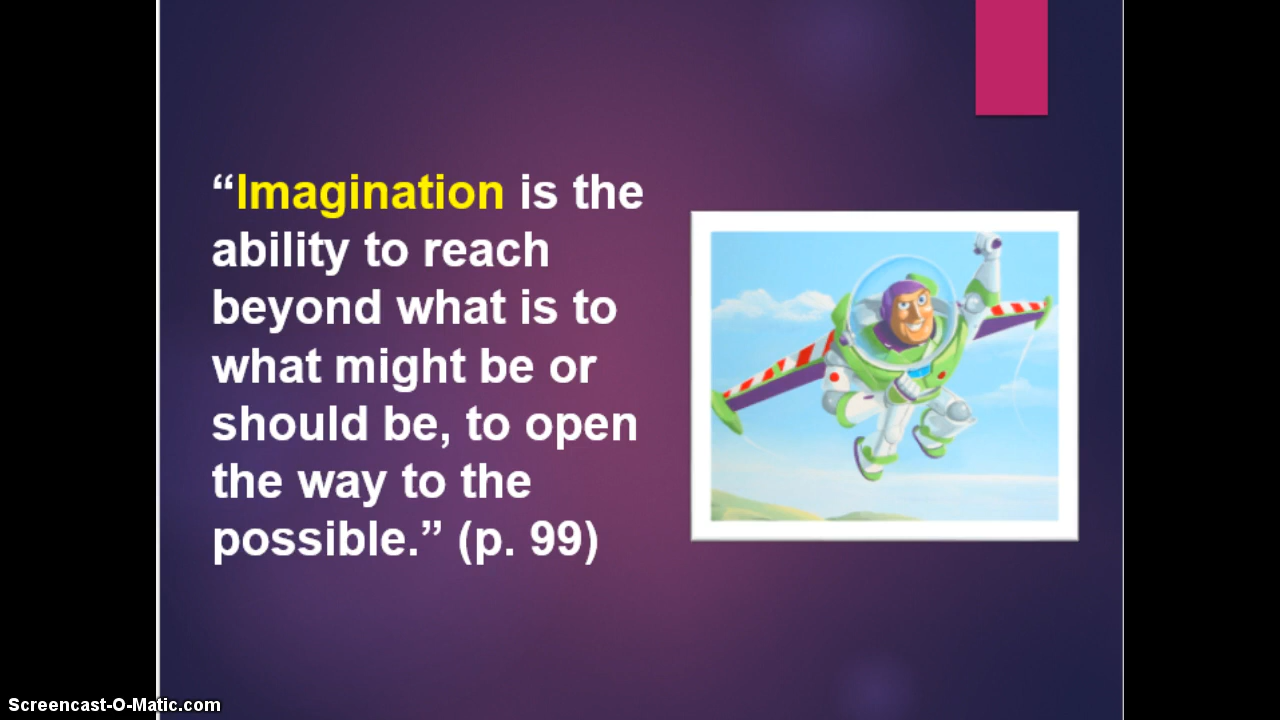 “Imagination is the
ability to reach
beyond what is to
what might be or
should be, to open
the way to the
possible.” (p. 99)
Screencast-O-Matic.com